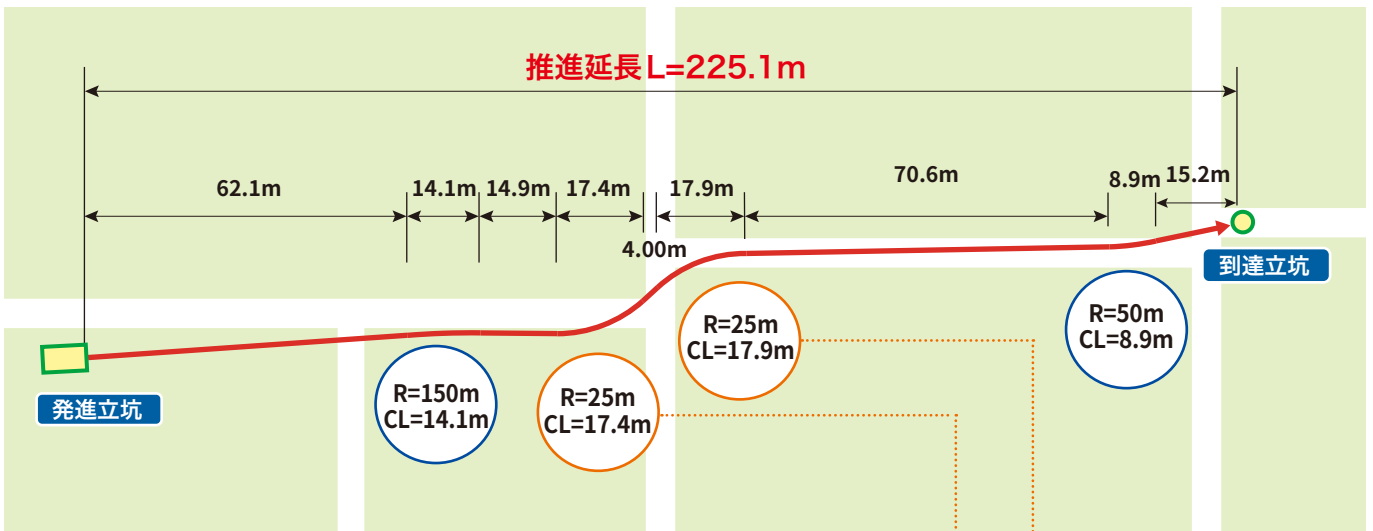 推進延長L=225.1m
62.1m
14.1m
14.9m
17.4m
4.00m
17.9m
70.6m
8.9m
15.2m
到達立坑
発進立坑
R=150m
CL=14.1m
R=25m
CL=17.4m
R=25m
CL=17.9m
R=50m
CL=8.9m